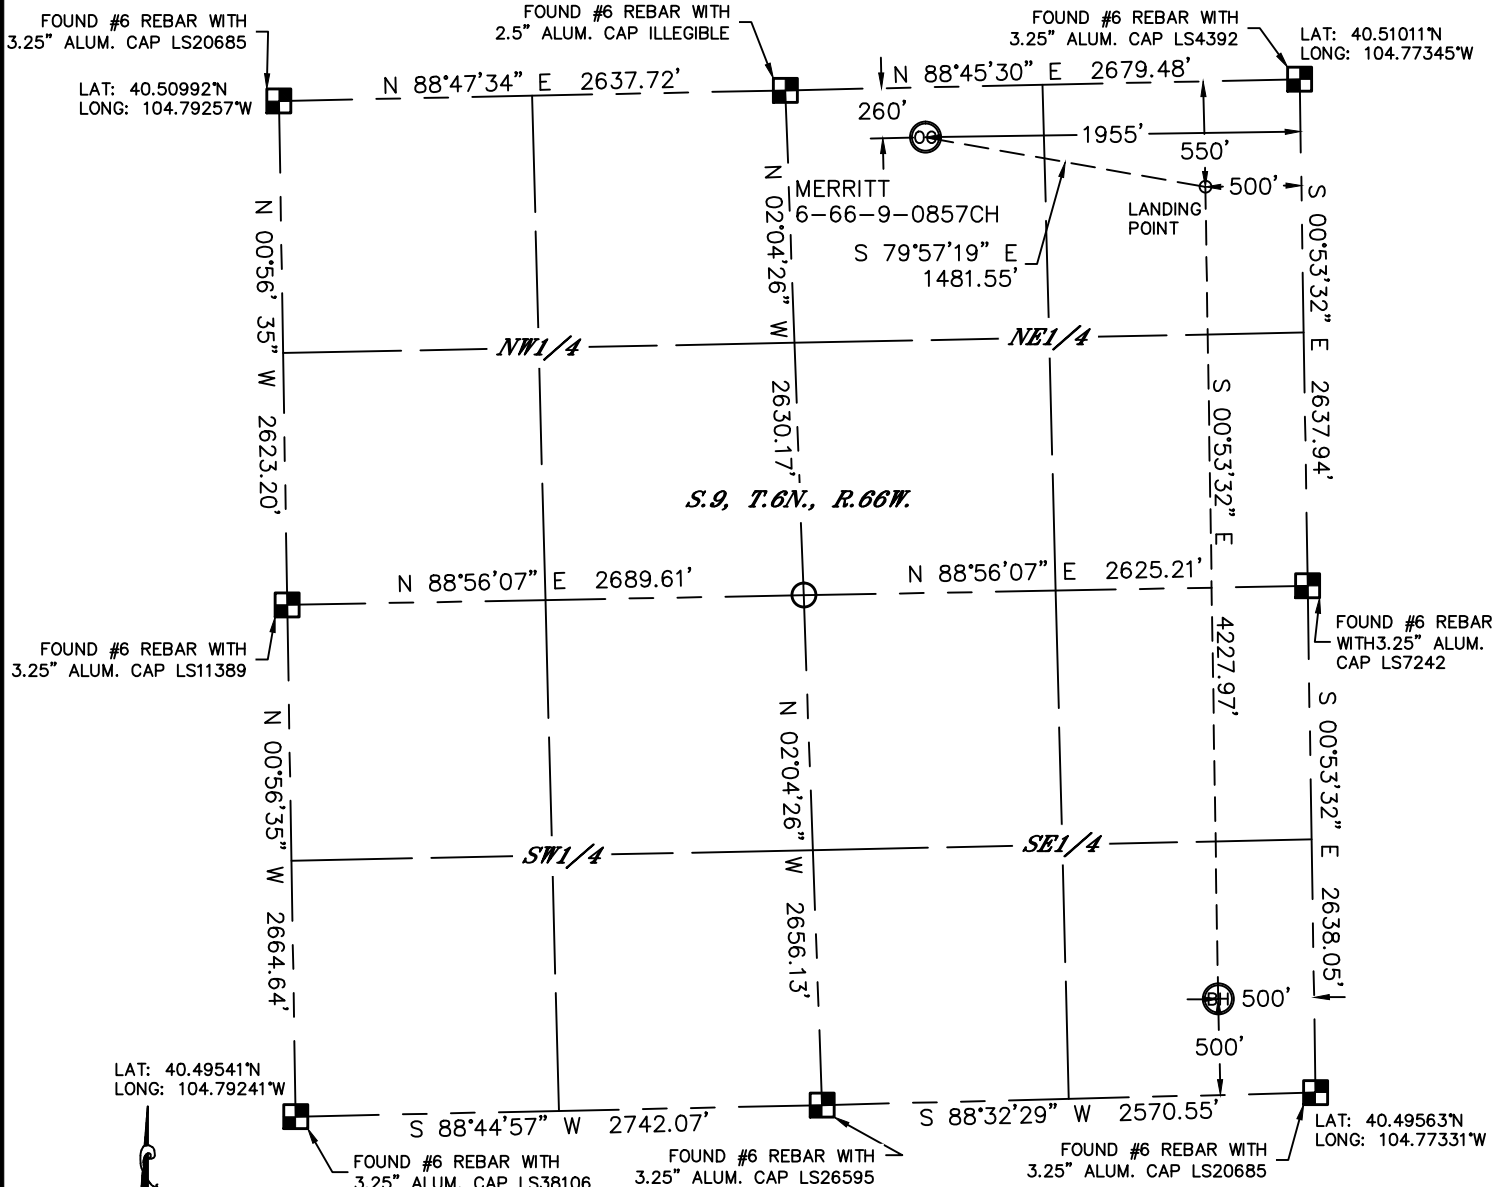 FOUND #6 REBAR WITH
3.25" ALUM. CAP LS20685
FOUND #6 REBAR WITH
2.5" ALUM. CAP ILLEGIBLE
FOUND #6 REBAR WITH
3.25" ALUM. CAP LS4392
LAT: 40.51011°N
LONG: 104.77345°W
LAT: 40.50992°N
LONG: 104.79257°W
N 88°47'34" E 2637.72'
N 88°45'30" E 2679.48'
260'
OG
1955'
550'
500'
MERRITT
6-66-9-0857CH
LANDING
POINT
S 79°57'19" E
1481.55'
N 00°56' 35" W 2623.20'
N 02°04'26" W 2630.17'
S 00°53'32" E 2637.94'
NW1/4
NE1/4
S 00°53'32" E 4227.97'
S.9, T.6N., R.66W.
N 88°56'07" E 2689.61'
N 88°56'07" E 2625.21'
FOUND #6 REBAR WITH
3.25" ALUM. CAP LS11389
FOUND #6 REBAR
WITH3.25" ALUM.
CAP LS7242
N 00°56'35" W 2664.64'
N 02°04'26" W 2656.13'
S 00°53'32" E 2638.05'
SW1/4
SE1/4
BH
500'
500'
LAT: 40.49541°N
LONG: 104.79241°W
S 88°44'57" W 2742.07'
S 88°32'29" W 2570.55'
LAT: 40.49563°N
LONG: 104.77331°W
FOUND #6 REBAR WITH
3.25" ALUM. CAP LS38106
FOUND #6 REBAR WITH
3.25" ALUM. CAP LS26595
FOUND #6 REBAR WITH
3.25" ALUM. CAP LS20685